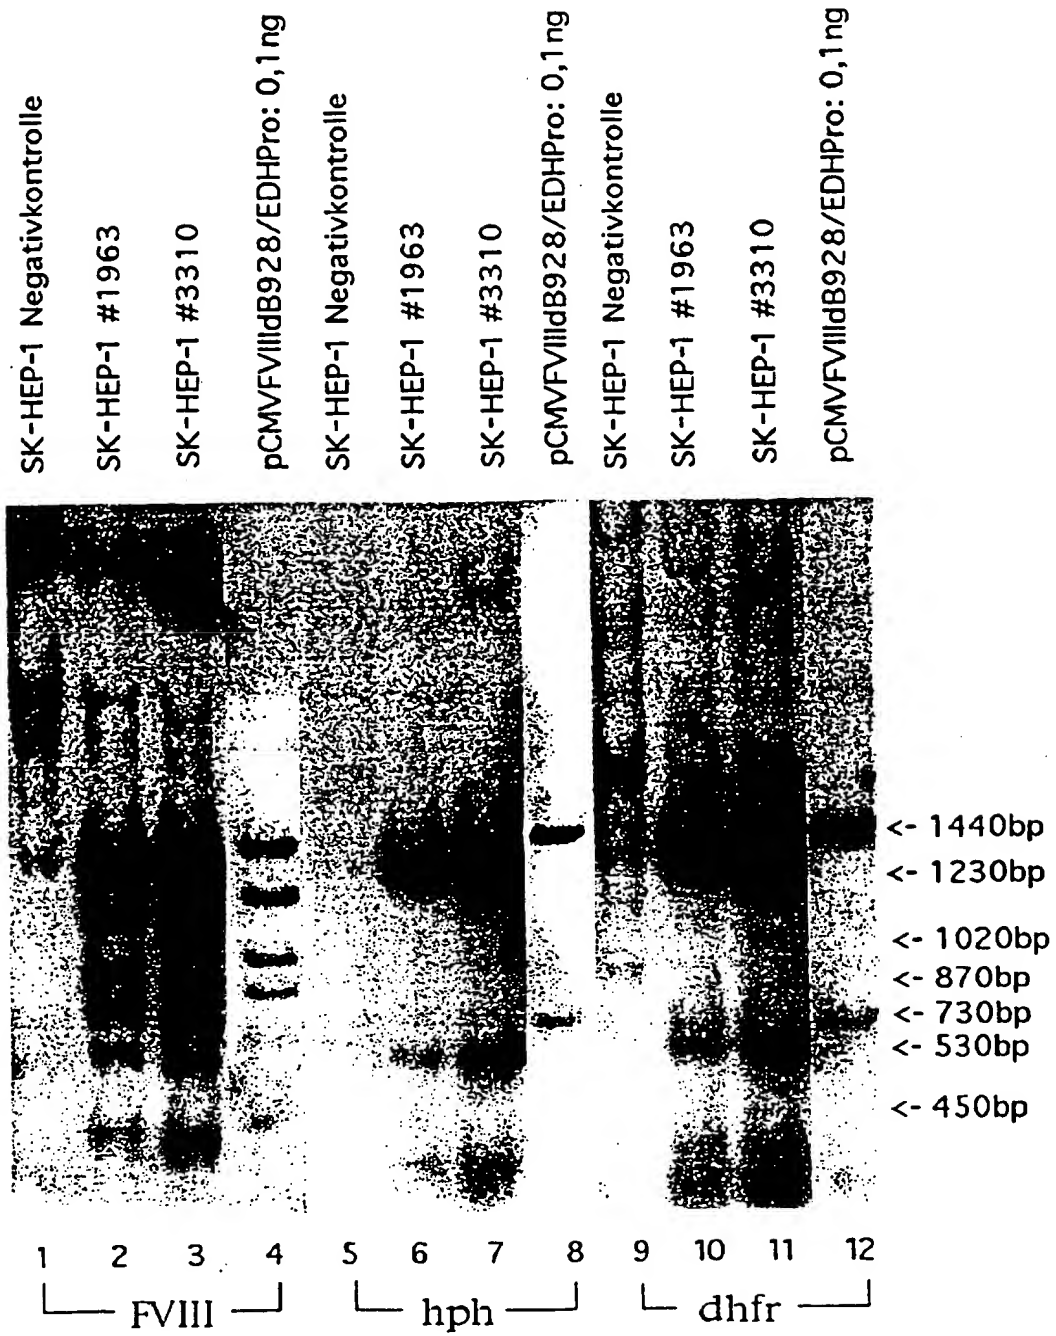 SK-HEP-1 Negativkontrolle
SK-HEP-1 #1963
SK-HEP-1 #3310
pCMVFVIIIdB928/EDHPro: 0,1ng
SK-HEP-1 Negativkontrolle
SK-HEP-1 #1963
SK-HEP-1 #3310
pCMVFVIIIdB928/EDHPro: 0,1ng
SK-HEP-1 Negativkontrolle
SK-HEP-1 #1963
SK-HEP-1 #3310
pCMVFVIIIdB928/EDHPro: 0,1ng
<- 1440bp
<- 1230bp
<- 1020bp
<- 870bp
<- 730bp
<- 530bp
<- 450bp
1 2 3 4 5 6 7 8 9 10 11 12
FVIII hph dhfr